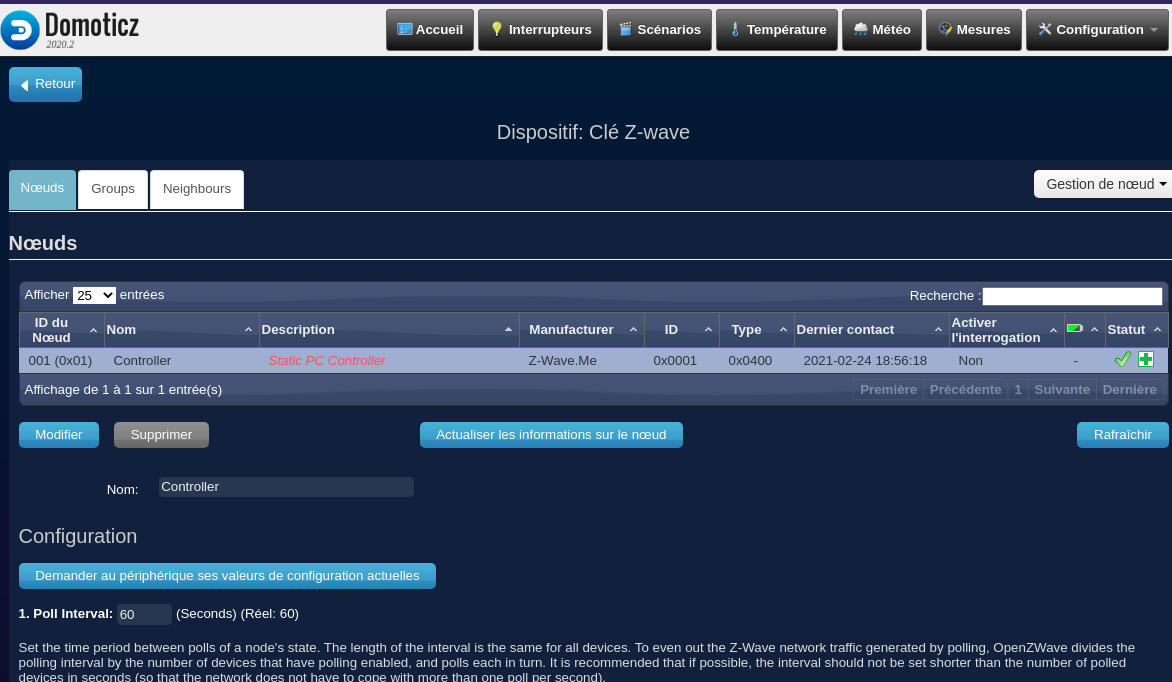 Domoticz
2020.2
Accueil Interrupteurs Scénarios Température Météo Mesures Configuration
Retour
Dispositif: Clé Z-wave
Nœuds Groups Neighbours Gestion de nœud
Nœuds
Afficher 25 entrées Recherche :
ID du Nœud Nom Description Manufacturer ID Type Dernier contact Activer l'interrogation Statut
001 (0x01) Controller Static PC Controller Z-Wave.Me 0x0001 0x0400 2021-02-24 18:56:18 Non -
Affichage de 1 à 1 sur 1 entrée(s) Première Précédente 1 Suivante Dernière
Modifier Supprimer Actualiser les informations sur le nœud Rafraîchir
Nom: Controller
Configuration
Demander au périphérique ses valeurs de configuration actuelles
1. Poll Interval: 60 (Seconds) (Réel: 60)
Set the time period between polls of a node's state. The length of the interval is the same for all devices. To even out the Z-Wave network traffic generated by polling, OpenZWave divides the
polling interval by the number of devices that have polling enabled, and polls each in turn. It is recommended that if possible, the interval should not be set shorter than the number of polled
devices in seconds (so that the network does not have to cope with more than one poll per second).